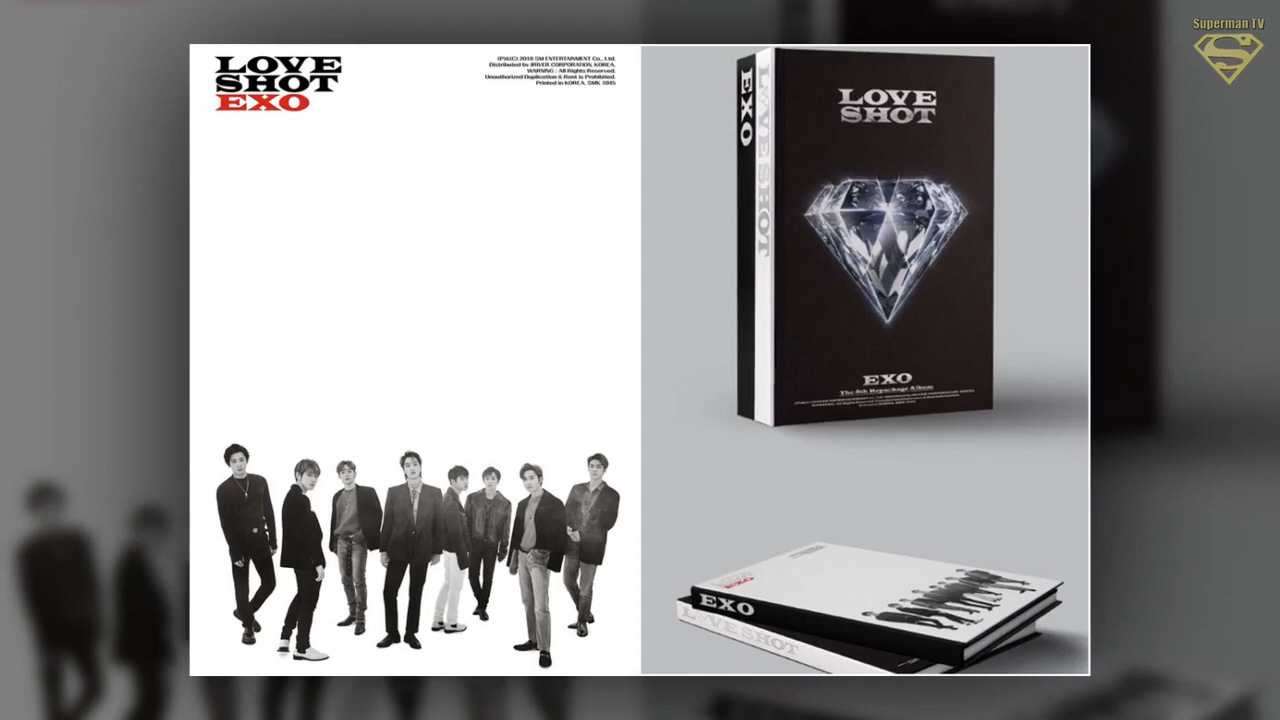 Superman TV
LOVE
SHOT
EXO
(P)&(C) 2018 SM ENTERTAINMENT Co., Ltd.
Distributed by IRIVER CORPORATION, KOREA.
WARNING : All Rights Reserved.
Unauthorized Duplication & Rent is Prohibited.
Printed in KOREA. SMK 1045
EXO
LOVE SHOT
LOVE
SHOT
EXO
The 5th Repackage Album
EXO
EXO
LOVE SHOT